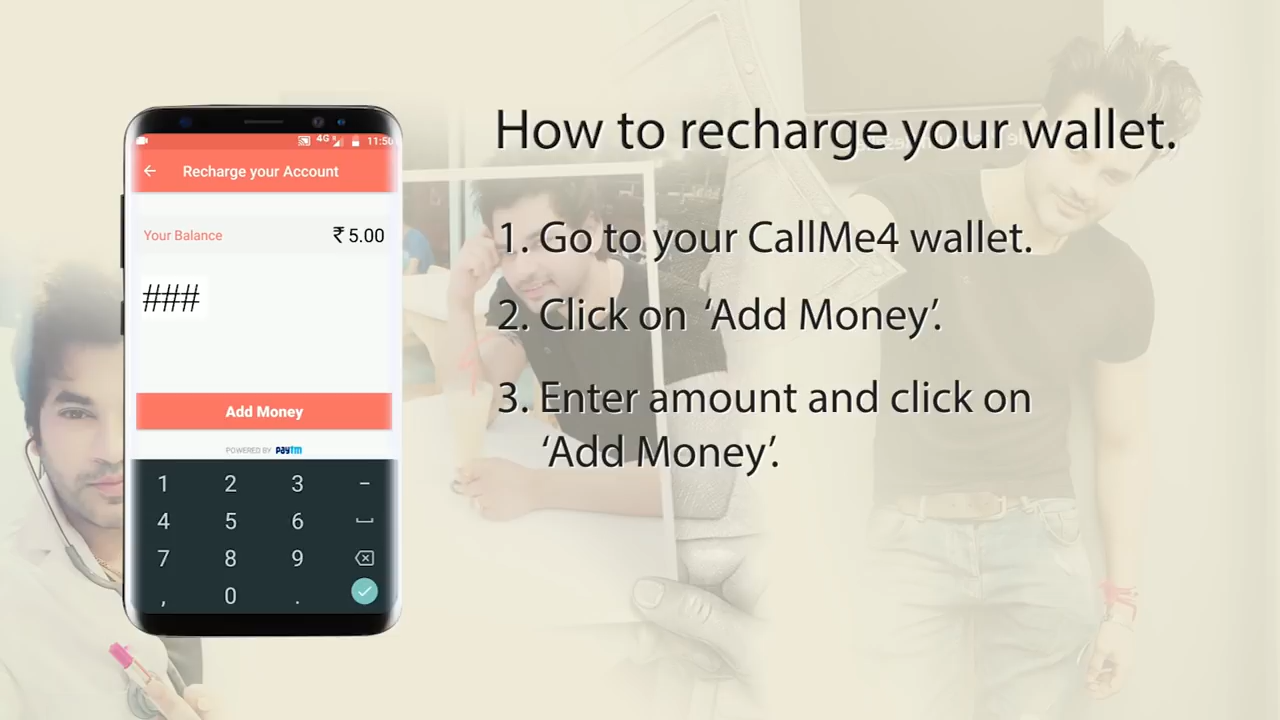 How to recharge your wallet.
1. Go to your CallMe4 wallet.
2. Click on ‘Add Money’.
3. Enter amount and click on
‘Add Money’.
4G 11:50
Recharge your Account
Your Balance ₹ 5.00
###
Add Money
POWERED BY paytm
1 2 3 –
4 5 6
7 8 9
, 0 .